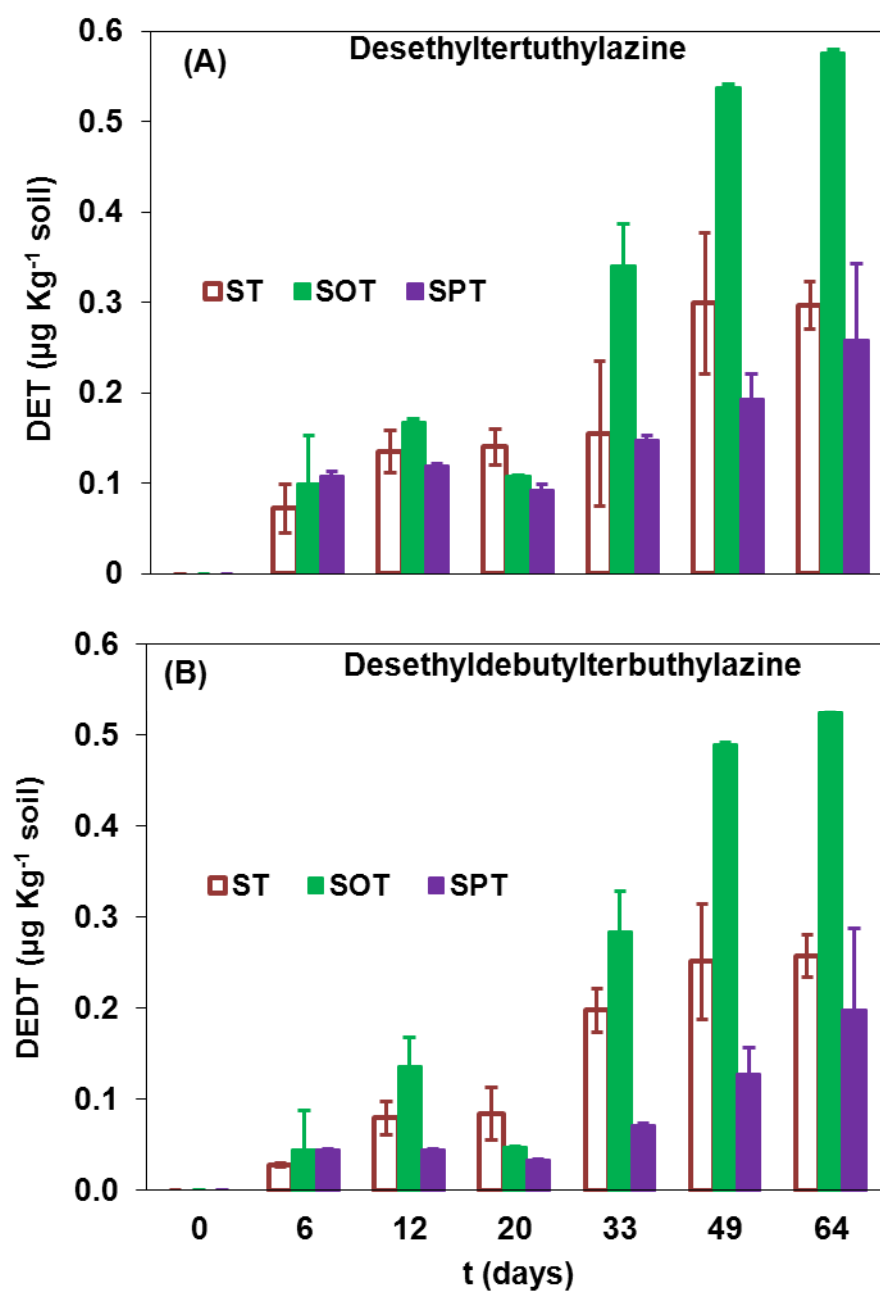 (A) Desethyltertuthylazine
0.6
0.5
0.4
0.3
0.2
0.1
0
DET (µg Kg⁻¹ soil)
ST SOT SPT
(B) Desethyldebutylterbuthylazine
0.6
0.5
0.4
0.3
0.2
0.1
0.0
DEDT (µg Kg⁻¹ soil)
ST SOT SPT
0 6 12 20 33 49 64
t (days)